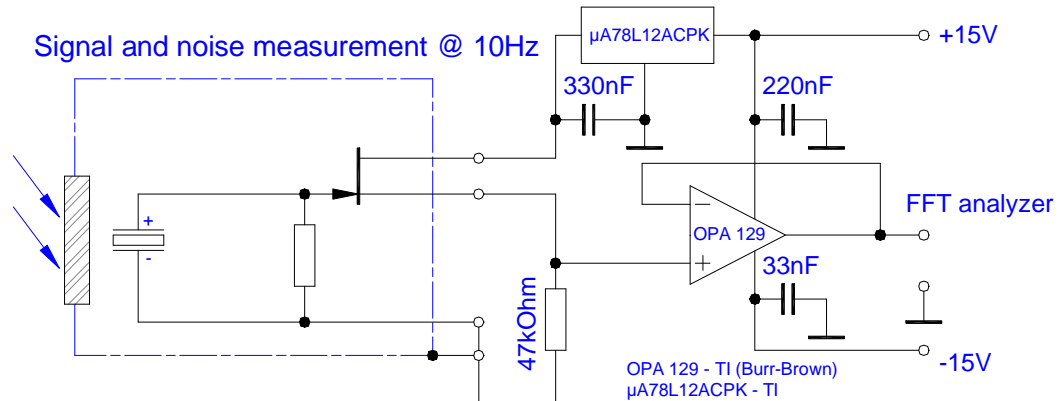 Signal and noise measurement @ 10Hz
µA78L12ACPK
+15V
330nF
220nF
FFT analyzer
+
-
−
OPA 129
+
33nF
47kOhm
-15V
OPA 129 - TI (Burr-Brown)
µA78L12ACPK - TI